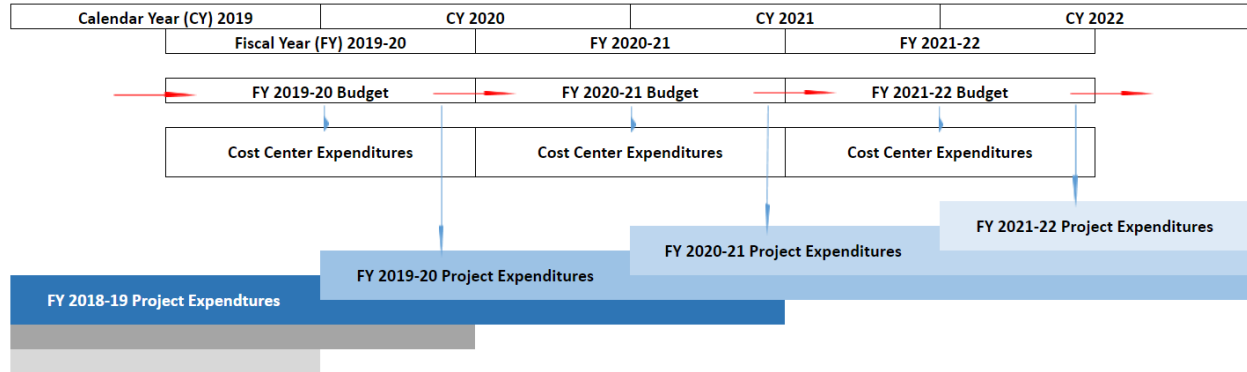 Calendar Year (CY) 2019 CY 2020 CY 2021 CY 2022
Fiscal Year (FY) 2019-20 FY 2020-21 FY 2021-22
FY 2019-20 Budget FY 2020-21 Budget FY 2021-22 Budget
Cost Center Expenditures Cost Center Expenditures Cost Center Expenditures
FY 2021-22 Project Expenditures
FY 2020-21 Project Expenditures
FY 2019-20 Project Expenditures
FY 2018-19 Project Expendtures